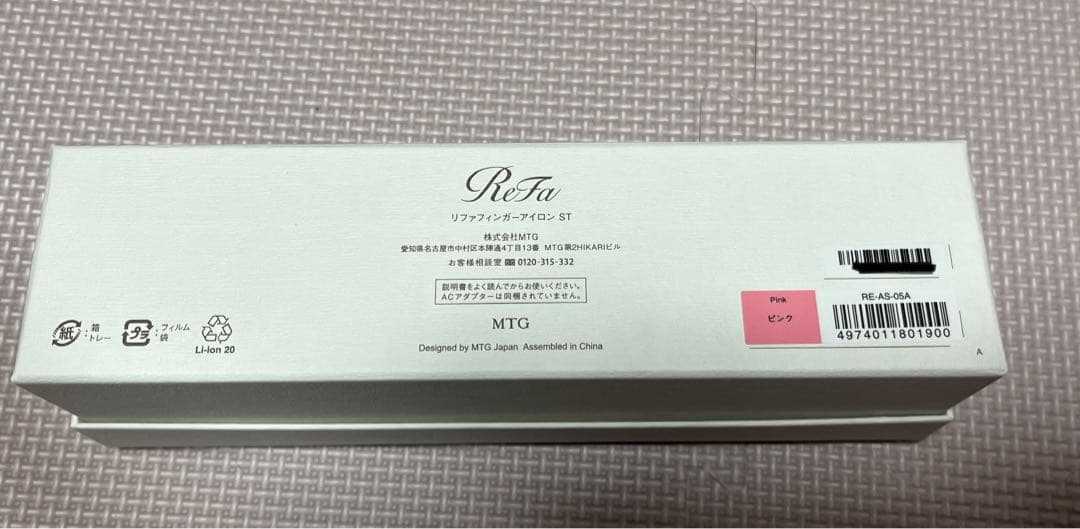 ReFa
リファフィンガーアイロン ST
株式会社MTG
愛知県名古屋市中村区本陣通4丁目13番 MTG第2HIKARIビル
お客様相談室 0120-315-332
説明書をよく読んでからお使いください。
ACアダプターは同梱されていません。
MTG
Designed by MTG Japan Assembled in China
紙 :箱
トレー
プラ :フィルム
袋
Li-ion 20
Pink
ピンク
RE-AS-05A
4974011801900
A